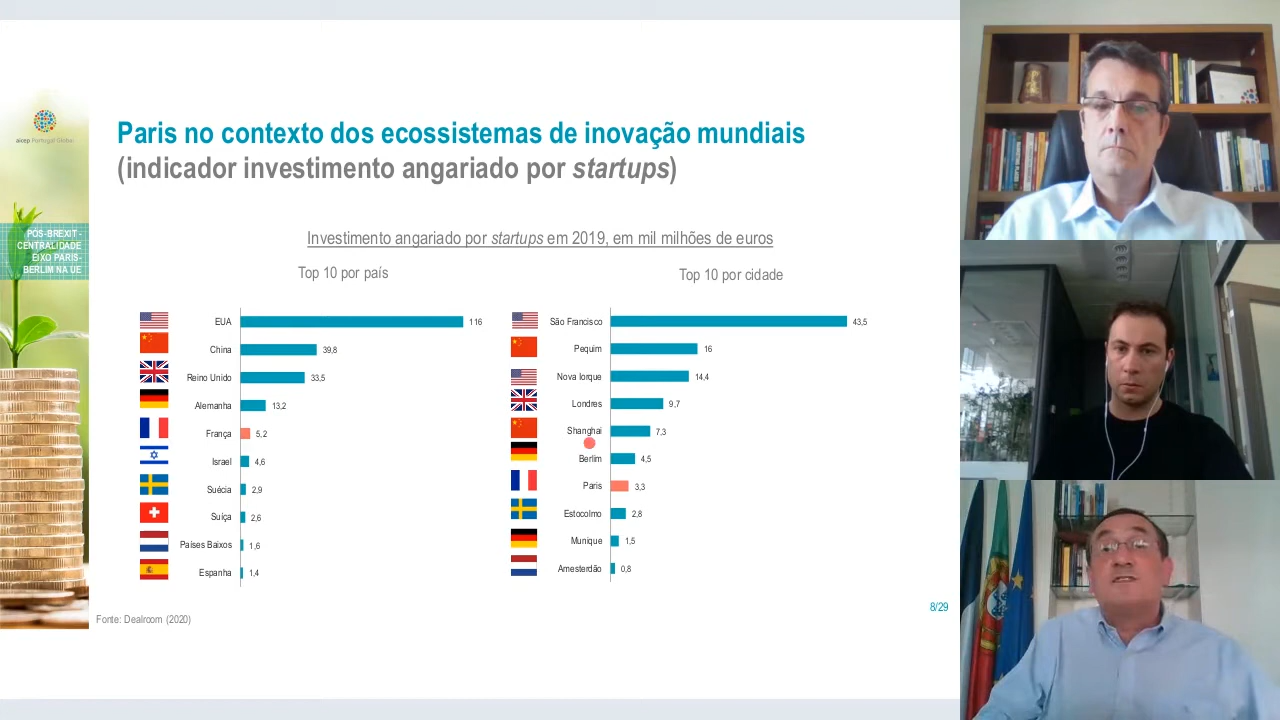 Paris no contexto dos ecossistemas de inovação mundiais
(indicador investimento angariado por startups)
aicep Portugal Global
PÓS-BREXIT -
CENTRALIDADE
EIXO PARIS-
BERLIM NA UE
Investimento angariado por startups em 2019, em mil milhões de euros
Top 10 por país
EUA 116
China 39,8
Reino Unido 33,5
Alemanha 13,2
França 5,2
Israel 4,6
Suécia 2,9
Suíça 2,6
Países Baixos 1,6
Espanha 1,4
Top 10 por cidade
São Francisco 43,5
Pequim 16
Nova Iorque 14,4
Londres 9,7
Shanghai 7,3
Berlim 4,5
Paris 3,3
Estocolmo 2,8
Munique 1,5
Amesterdão 0,8
8/29
Fonte: Dealroom (2020)